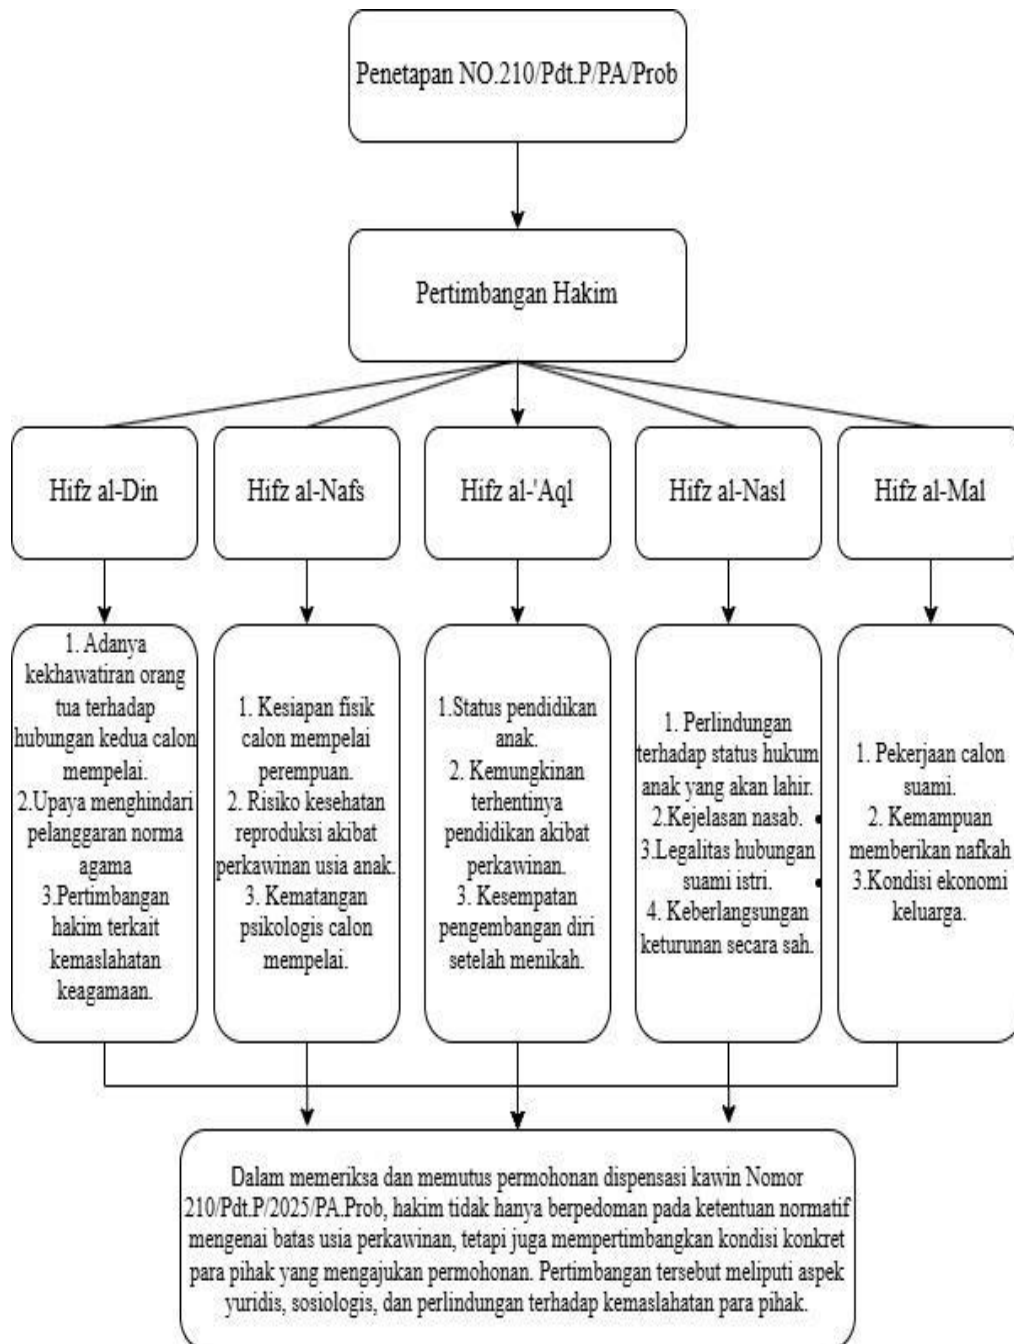 Penetapan NO.210/Pdt.P/PA/Prob
Pertimbangan Hakim
Hifz al-Din
Hifz al-Nafs
Hifz al-'Aql
Hifz al-Nasl
Hifz al-Mal
1. Adanya
kekhawatiran orang
tua terhadap
hubungan kedua calon
mempelai.
2.Upaya menghindari
pelanggaran norma
agama
3.Pertimbangan
hakim terkait
kemaslahatan
keagamaan.
1. Kesiapan fisik
calon mempelai
perempuan.
2. Risiko kesehatan
reproduksi akibat
perkawinan usia anak.
3. Kematangan
psikologis calon
mempelai.
1.Status pendidikan
anak.
2. Kemungkinan
terhentinya
pendidikan akibat
perkawinan.
3. Kesempatan
pengembangan diri
setelah menikah.
1. Perlindungan
terhadap status hukum
anak yang akan lahir.
2.Kejelasan nasab.
3.Legalitas hubungan
suami istri.
4. Keberlangsungan
keturunan secara sah.
1. Pekerjaan calon
suami.
2. Kemampuan
memberikan nafkah
3.Kondisi ekonomi
keluarga.
Dalam memeriksa dan memutus permohonan dispensasi kawin Nomor
210/Pdt.P/2025/PA.Prob, hakim tidak hanya berpedoman pada ketentuan normatif
mengenai batas usia perkawinan, tetapi juga mempertimbangkan kondisi konkret
para pihak yang mengajukan permohonan. Pertimbangan tersebut meliputi aspek
yuridis, sosiologis, dan perlindungan terhadap kemaslahatan para pihak.